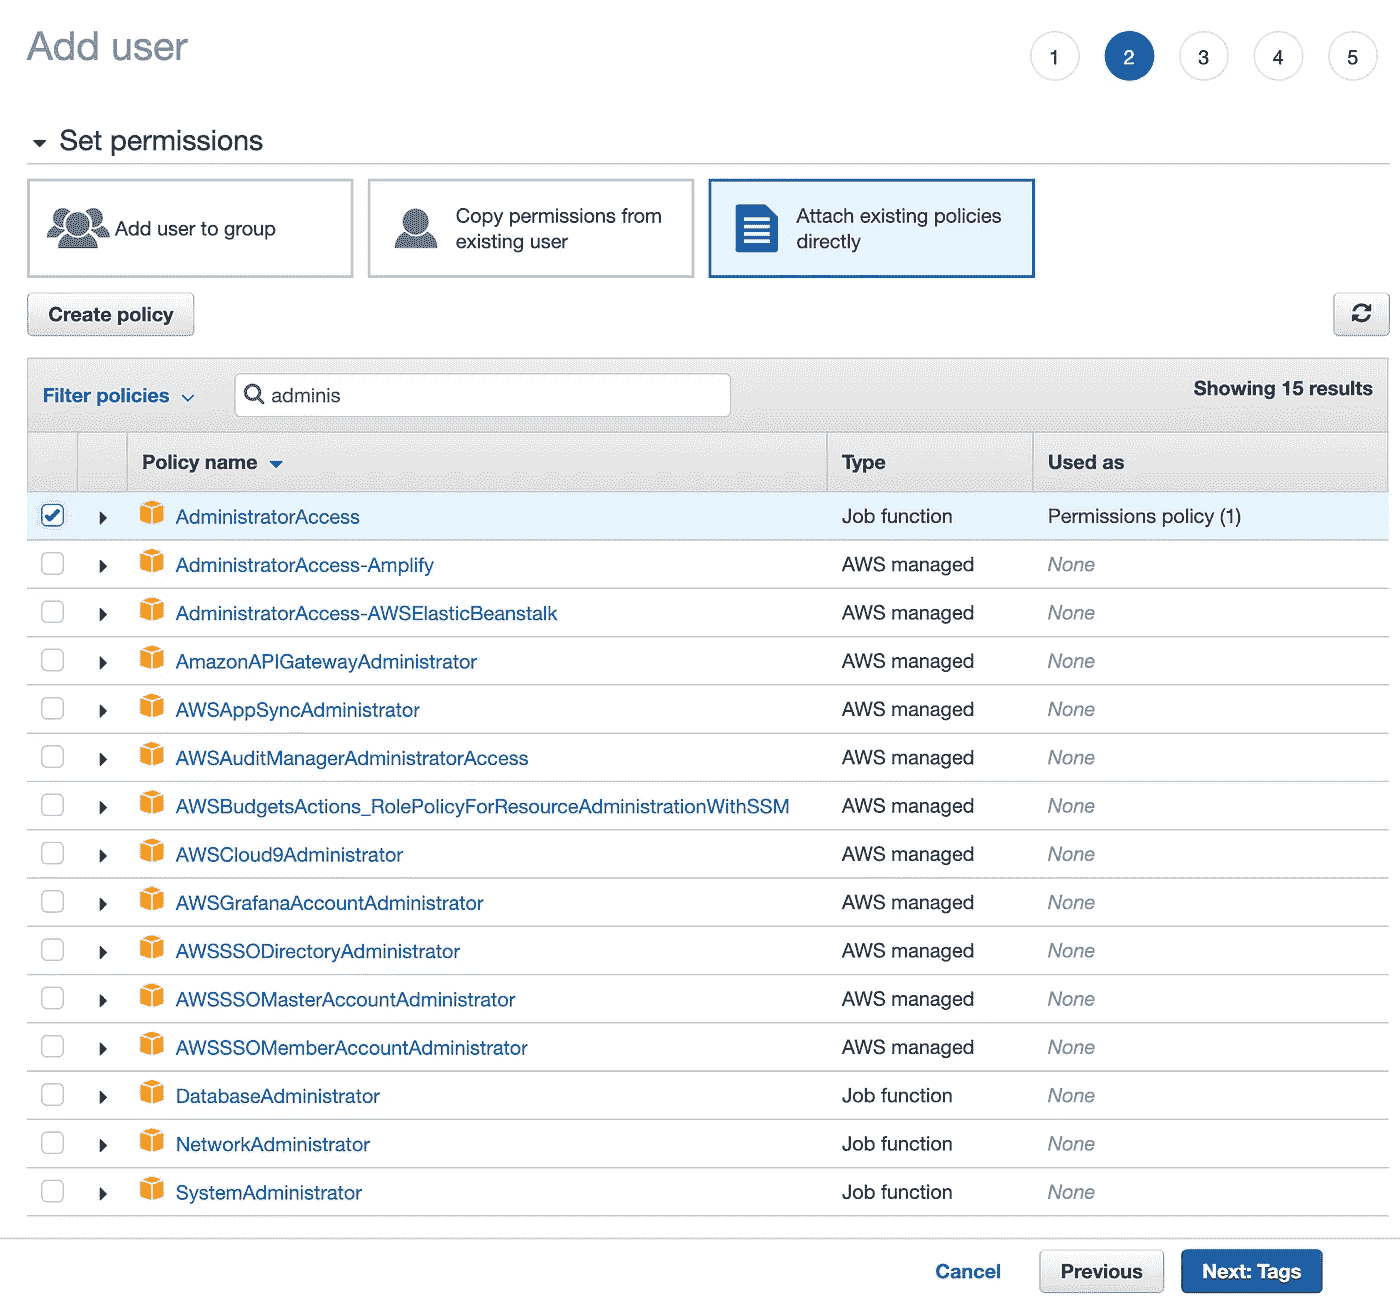 Add user
1 2 3 4 5
Set permissions
Add user to group
Copy permissions from
existing user
Attach existing policies
directly
Create policy
Filter policies adminis Showing 15 results
Policy name Type Used as
AdministratorAccess Job function Permissions policy (1)
AdministratorAccess-Amplify AWS managed None
AdministratorAccess-AWSElasticBeanstalk AWS managed None
AmazonAPIGatewayAdministrator AWS managed None
AWSAppSyncAdministrator AWS managed None
AWSAuditManagerAdministratorAccess AWS managed None
AWSBudgetsActions_RolePolicyForResourceAdministrationWithSSM AWS managed None
AWSCloud9Administrator AWS managed None
AWSGrafanaAccountAdministrator AWS managed None
AWSSSODirectoryAdministrator AWS managed None
AWSSSOMasterAccountAdministrator AWS managed None
AWSSSOMemberAccountAdministrator AWS managed None
DatabaseAdministrator Job function None
NetworkAdministrator Job function None
SystemAdministrator Job function None
Cancel Previous Next: Tags